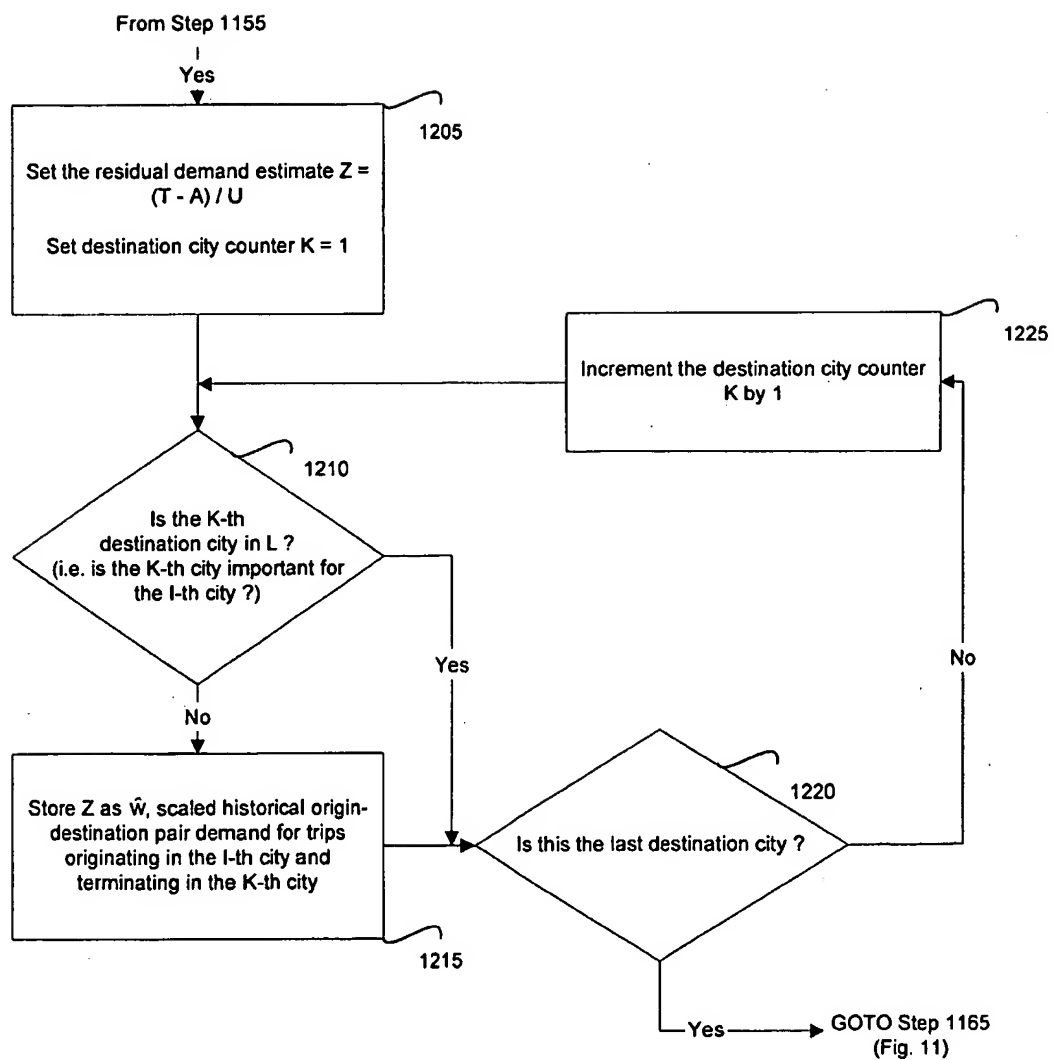 From Step 1155
Yes
1205
Set the residual demand estimate Z =
(T - A) / U
Set destination city counter K = 1
1225
Increment the destination city counter
K by 1
1210
Is the K-th
destination city in L ?
(i.e. is the K-th city important for
the I-th city ?)
Yes
No
No
Store Z as ŵ, scaled historical origin-
destination pair demand for trips
originating in the I-th city and
terminating in the K-th city
1215
1220
Is this the last destination city ?
Yes
GOTO Step 1165
(Fig. 11)